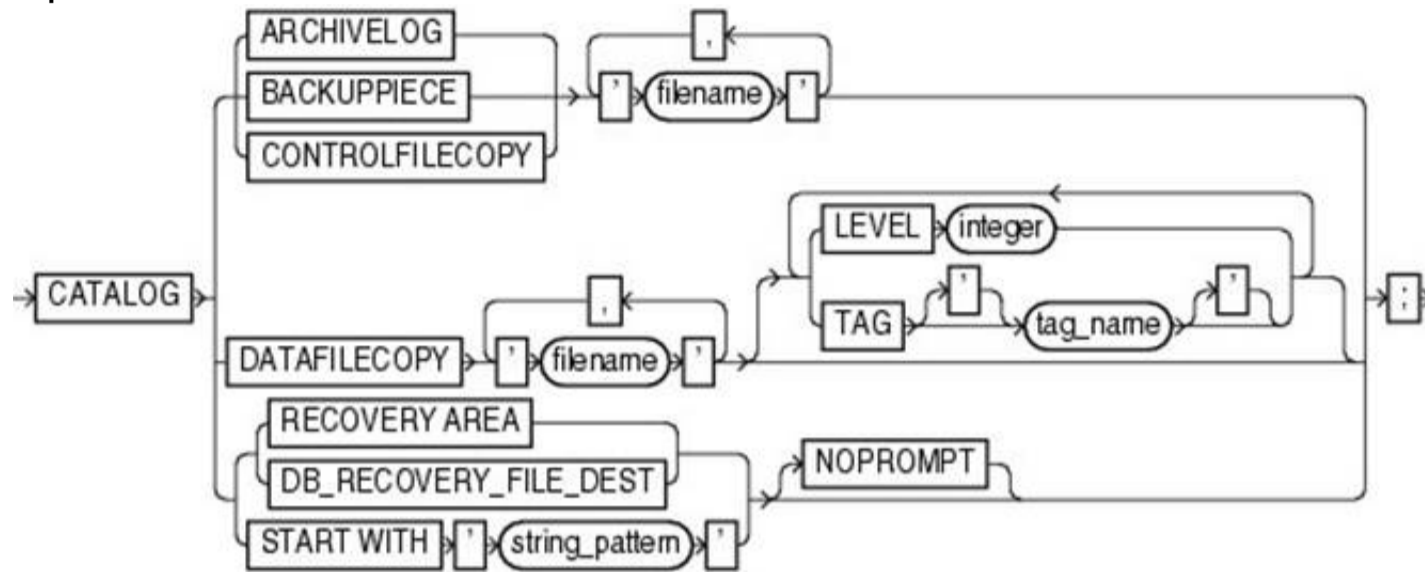 ARCHIVELOG
,
BACKUPPIECE ' filename '
CONTROLFILECOPY
LEVEL integer
CATALOG
, TAG ' tag_name ' ;
DATAFILECOPY ' filename '
RECOVERY AREA
NOPROMPT
DB_RECOVERY_FILE_DEST
START WITH ' string_pattern '